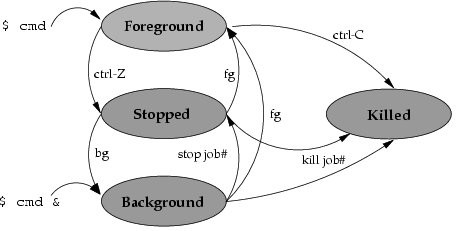 $ cmd
Foreground
ctrl-C
ctrl-Z
fg
Stopped
Killed
fg
bg
stop job#
kill job#
$ cmd &
Background